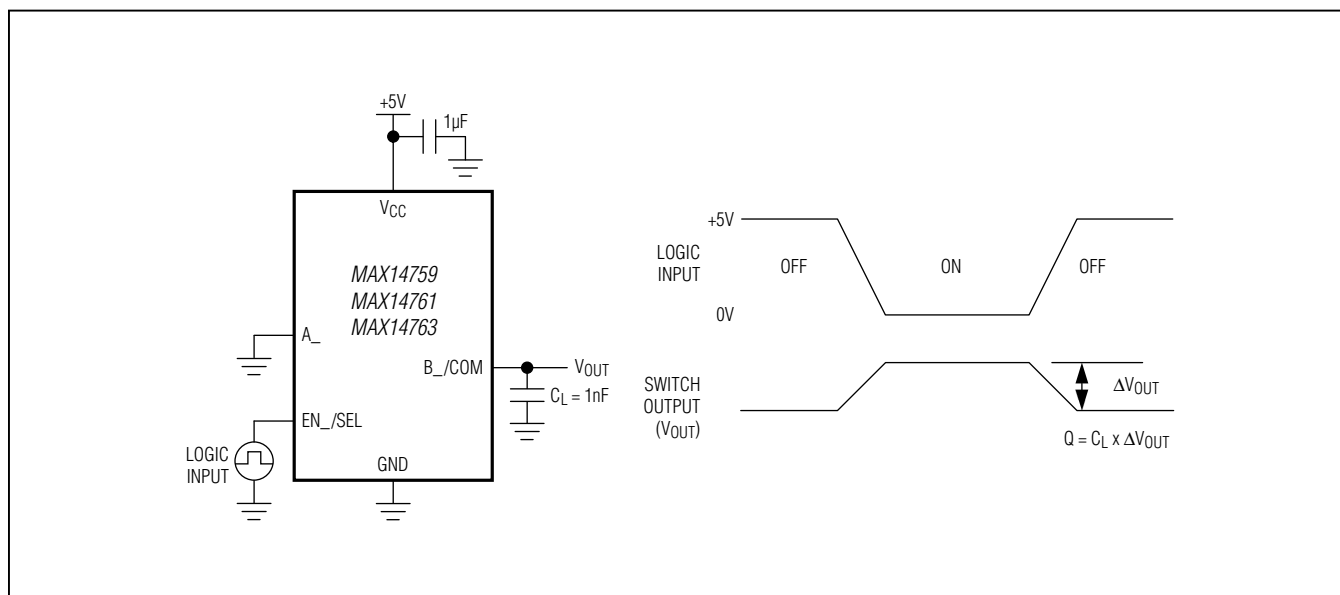 +5V
1µF
VCC
MAX14759
MAX14761
MAX14763
A_
B_/COM
VOUT
CL = 1nF
EN_/SEL
LOGIC
INPUT
GND
+5V
LOGIC
INPUT
OFF
ON
OFF
0V
SWITCH
OUTPUT
(VOUT)
ΔVOUT
Q = CL x ΔVOUT